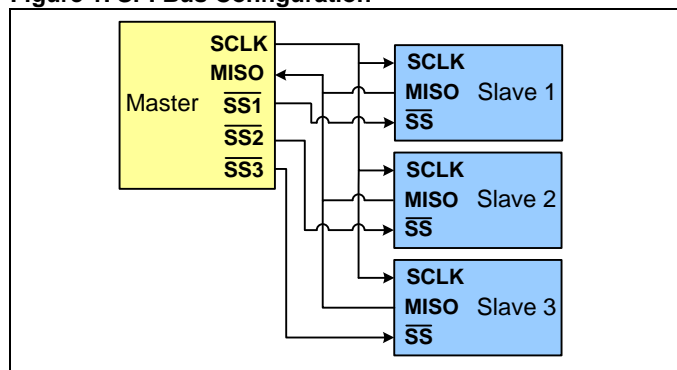 Figure 1. SPI Bus Configuration
SCLK
MISO
Master
SS1
SS2
SS3
SCLK
MISO Slave 1
SS
SCLK
MISO Slave 2
SS
SCLK
MISO Slave 3
SS